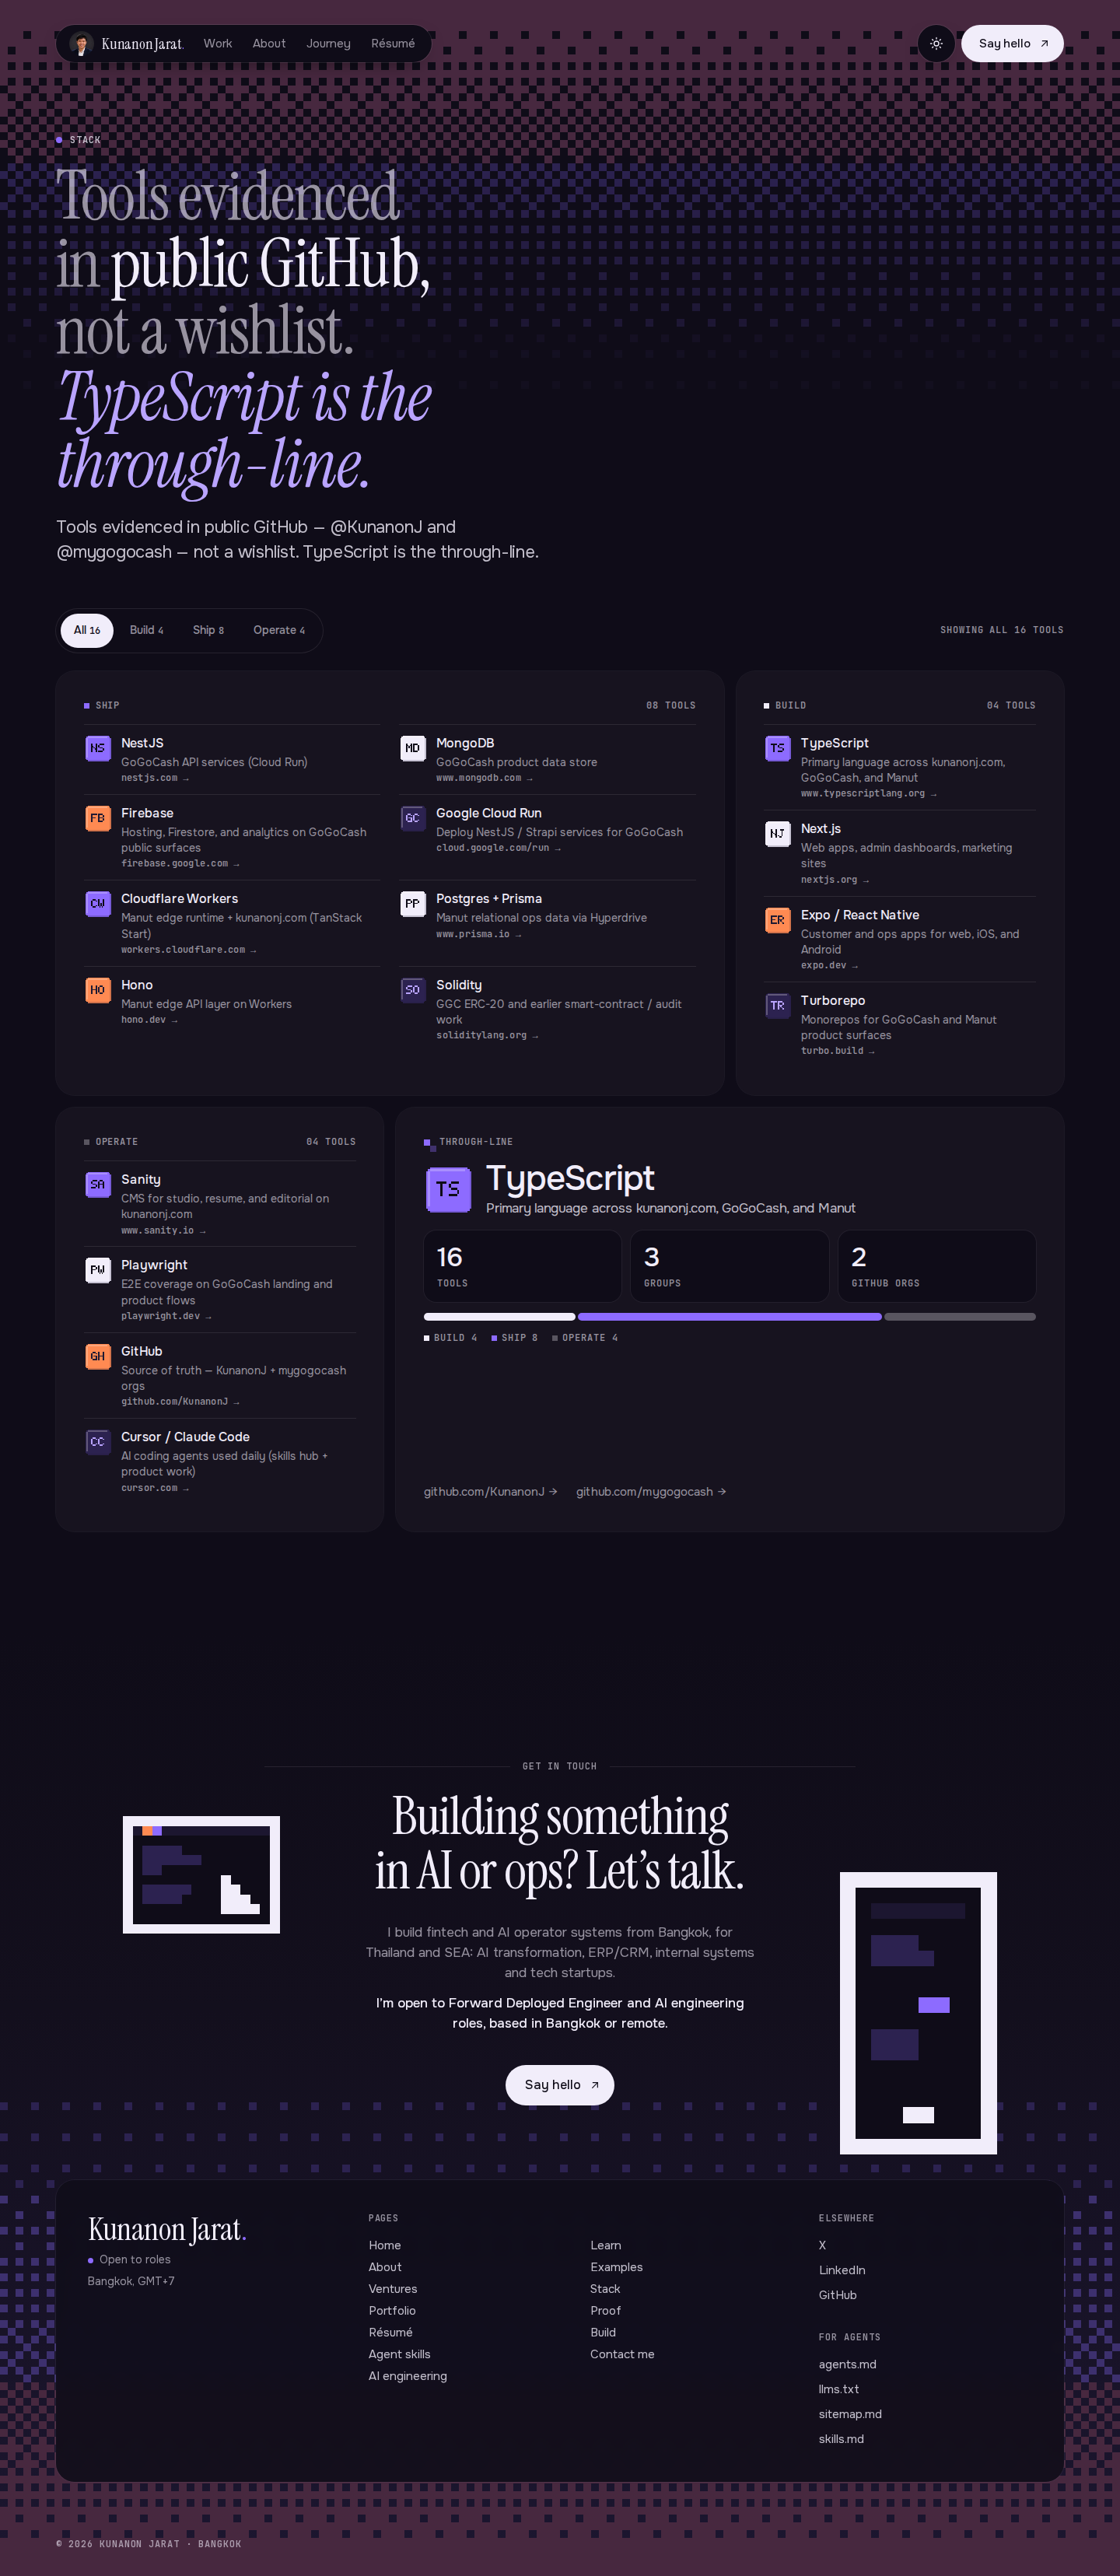 Kunanon Jarat.
Work
About
Journey
Résumé
Say hello ↗
STACK
Tools evidenced
in public GitHub,
not a wishlist.
TypeScript is the
through-line.
Tools evidenced in public GitHub — @KunanonJ and
@mygogocash — not a wishlist. TypeScript is the through-line.
All 16
Build 4
Ship 8
Operate 4
SHOWING ALL 16 TOOLS
SHIP
08 TOOLS
NS
NestJS
GoGoCash API services (Cloud Run)
nestjs.com →
MD
MongoDB
GoGoCash product data store
www.mongodb.com →
FB
Firebase
Hosting, Firestore, and analytics on GoGoCash
public surfaces
firebase.google.com →
GC
Google Cloud Run
Deploy NestJS / Strapi services for GoGoCash
cloud.google.com/run →
CW
Cloudflare Workers
Manut edge runtime + kunanonj.com (TanStack
Start)
workers.cloudflare.com →
PP
Postgres + Prisma
Manut relational ops data via Hyperdrive
www.prisma.io →
HO
Hono
Manut edge API layer on Workers
hono.dev →
SO
Solidity
GGC ERC-20 and earlier smart-contract / audit
work
soliditylang.org →
BUILD
04 TOOLS
TS
TypeScript
Primary language across kunanonj.com,
GoGoCash, and Manut
www.typescriptlang.org →
NJ
Next.js
Web apps, admin dashboards, marketing
sites
nextjs.org →
ER
Expo / React Native
Customer and ops apps for web, iOS, and
Android
expo.dev →
TR
Turborepo
Monorepos for GoGoCash and Manut
product surfaces
turbo.build →
OPERATE
04 TOOLS
SA
Sanity
CMS for studio, resume, and editorial on
kunanonj.com
www.sanity.io →
PW
Playwright
E2E coverage on GoGoCash landing and
product flows
playwright.dev →
GH
GitHub
Source of truth — KunanonJ + mygogocash
orgs
github.com/KunanonJ →
CC
Cursor / Claude Code
AI coding agents used daily (skills hub +
product work)
cursor.com →
THROUGH-LINE
TS
TypeScript
Primary language across kunanonj.com, GoGoCash, and Manut
16
TOOLS
3
GROUPS
2
GITHUB ORGS
BUILD 4
SHIP 8
OPERATE 4
github.com/KunanonJ →
github.com/mygogocash →
GET IN TOUCH
Building something
in AI or ops? Let’s talk.
I build fintech and AI operator systems from Bangkok, for
Thailand and SEA: AI transformation, ERP/CRM, internal systems
and tech startups.
I’m open to Forward Deployed Engineer and AI engineering
roles, based in Bangkok or remote.
Say hello ↗
Kunanon Jarat.
Open to roles
Bangkok, GMT+7
PAGES
Home
About
Ventures
Portfolio
Résumé
Agent skills
AI engineering
Learn
Examples
Stack
Proof
Build
Contact me
ELSEWHERE
X
LinkedIn
GitHub
FOR AGENTS
agents.md
llms.txt
sitemap.md
skills.md
© 2026 KUNANON JARAT · BANGKOK